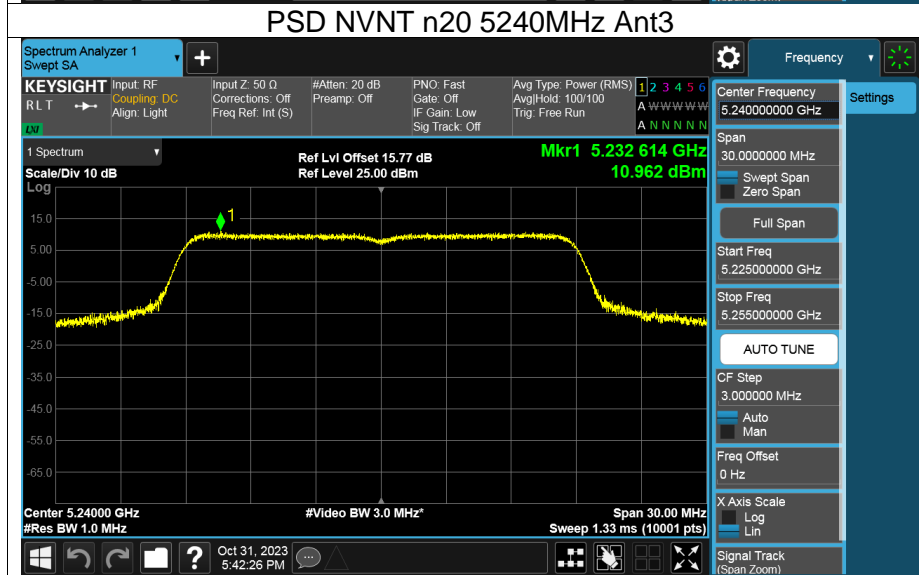 PSD NVNT n20 5240MHz Ant3
Spectrum Analyzer 1
Swept SA
+
Frequency
KEYSIGHT
R L T
LXI
Input: RF
Coupling: DC
Align: Light
Input Z: 50 Ω
Corrections: Off
Freq Ref: Int (S)
#Atten: 20 dB
Preamp: Off
PNO: Fast
Gate: Off
IF Gain: Low
Sig Track: Off
Avg Type: Power (RMS)
Avg|Hold: 100/100
Trig: Free Run
1 2 3 4 5 6
A W W W W W
A N N N N N
1 Spectrum
Scale/Div 10 dB
Log
Ref Lvl Offset 15.77 dB
Ref Level 25.00 dBm
Mkr1 5.232 614 GHz
10.962 dBm
1
15.0
5.00
-5.00
-15.0
-25.0
-35.0
-45.0
-55.0
-65.0
Center 5.24000 GHz
#Res BW 1.0 MHz
#Video BW 3.0 MHz*
Span 30.00 MHz
Sweep 1.33 ms (10001 pts)
?
Oct 31, 2023
5:42:26 PM
Center Frequency
5.240000000 GHz
Settings
Span
30.0000000 MHz
Swept Span
Zero Span
Full Span
Start Freq
5.225000000 GHz
Stop Freq
5.255000000 GHz
AUTO TUNE
CF Step
3.000000 MHz
Auto
Man
Freq Offset
0 Hz
X Axis Scale
Log
Lin
Signal Track
(Span Zoom)